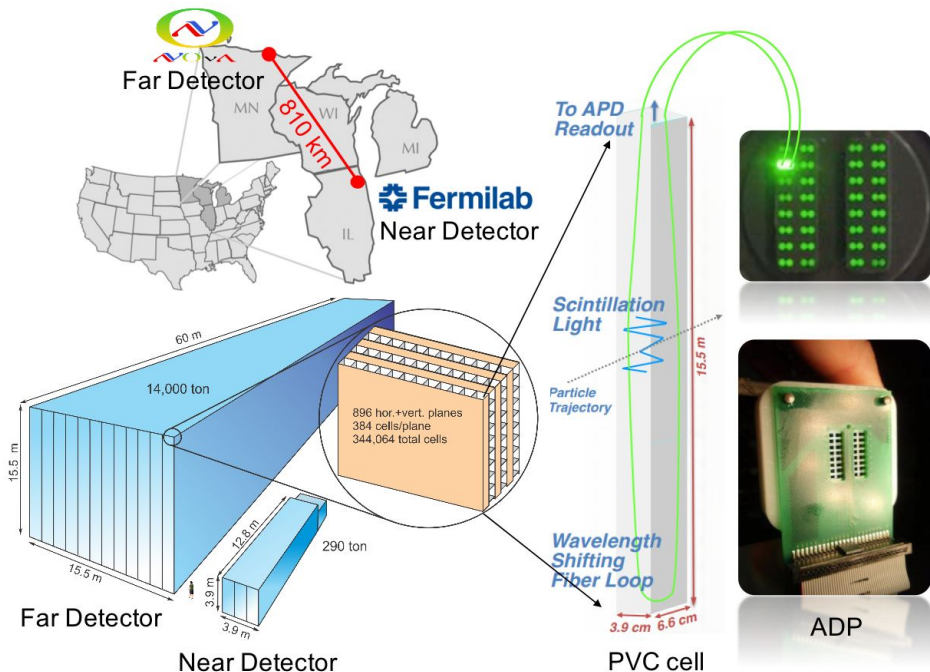 NOνA
Far Detector
MN
WI
MI
IL
810 km
Fermilab
Near Detector
60 m
14,000 ton
15.5 m
15.5 m
896 hor.+vert. planes
384 cells/plane
344,064 total cells
12.8 m
290 ton
3.9 m
3.9 m
Far Detector
Near Detector
To APD
Readout
Scintillation
Light
Particle
Trajectory
15.5 m
Wavelength
Shifting
Fiber Loop
3.9 cm
6.6 cm
PVC cell
ADP